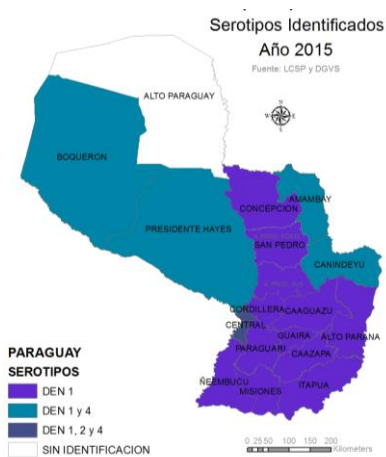 Serotipos Identificados
Año 2015
Fuente: LCSP y DGVS
N
W E
S
ALTO PARAGUAY
BOQUERON
AMAMBAY
CONCEPCION
PRESIDENTE HAYES
SAN PEDRO
CANINDEYU
CORDILLERA
CAAGUAZU
CENTRAL
GUAIRA
ALTO PARANA
PARAGUARI
CAAZAPA
ÑEEMBUCU
MISIONES
ITAPUA
PARAGUAY
SEROTIPOS
DEN 1
DEN 1 y 4
DEN 1, 2 y 4
SIN IDENTIFICACION
0 25 50 100 150 200
Kilometers